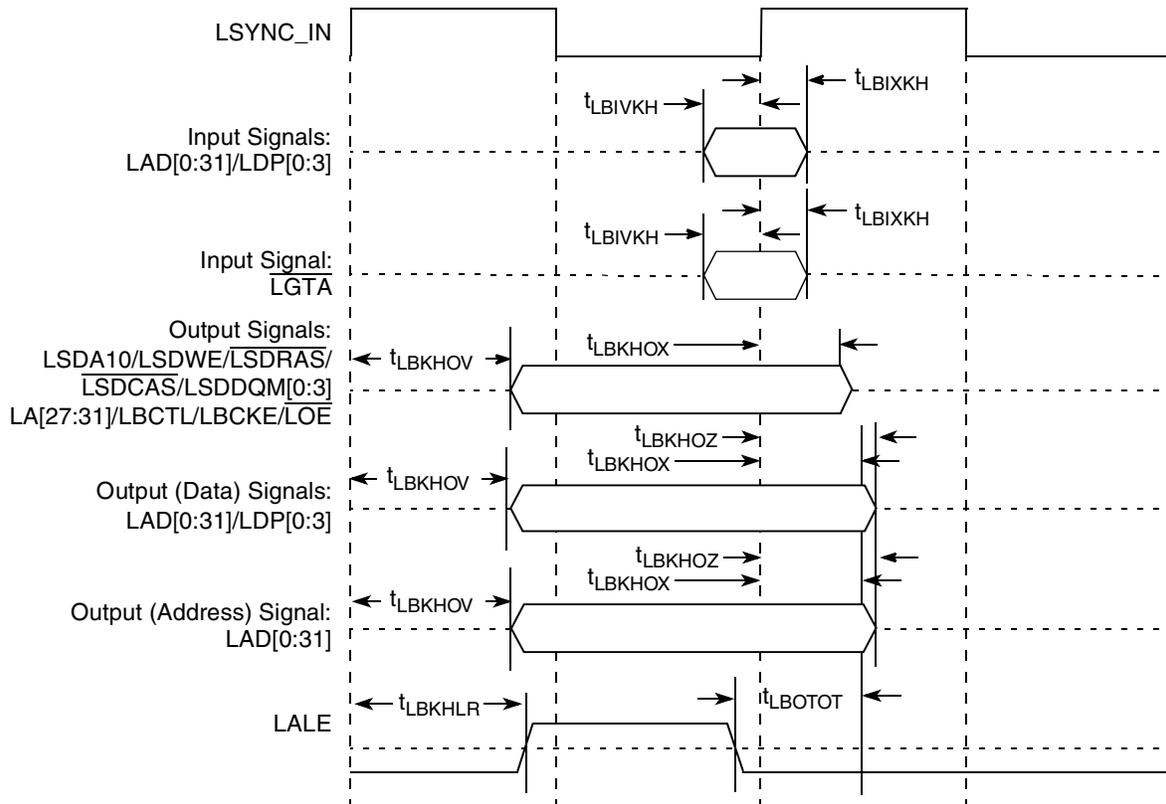 LSYNC_IN
tLBIXKH
tLBIVKH
Input Signals:
LAD[0:31]/LDP[0:3]
tLBIXKH
tLBIVKH
Input Signal:
LGTA
Output Signals:
LSDA10/LSDWE/LSDRAS/
LSDCAS/LSDDQM[0:3]
LA[27:31]/LBCTL/LBCKE/LOE
tLBKHOV
tLBKHOX
tLBKHOZ
tLBKHOX
tLBKHOV
Output (Data) Signals:
LAD[0:31]/LDP[0:3]
tLBKHOZ
tLBKHOX
tLBKHOV
Output (Address) Signal:
LAD[0:31]
tLBKHLR
tLBOTOT
LALE